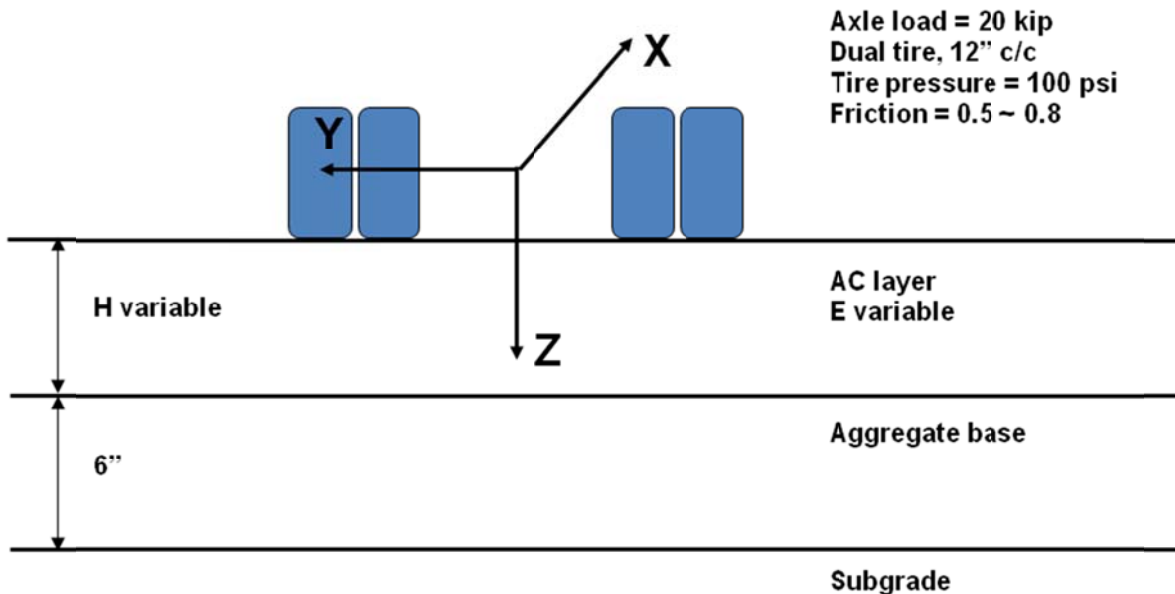 Axle load = 20 kip
Dual tire, 12” c/c
Tire pressure = 100 psi
Friction = 0.5 ~ 0.8
X
Y
Z
H variable
AC layer
E variable
6”
Aggregate base
Subgrade